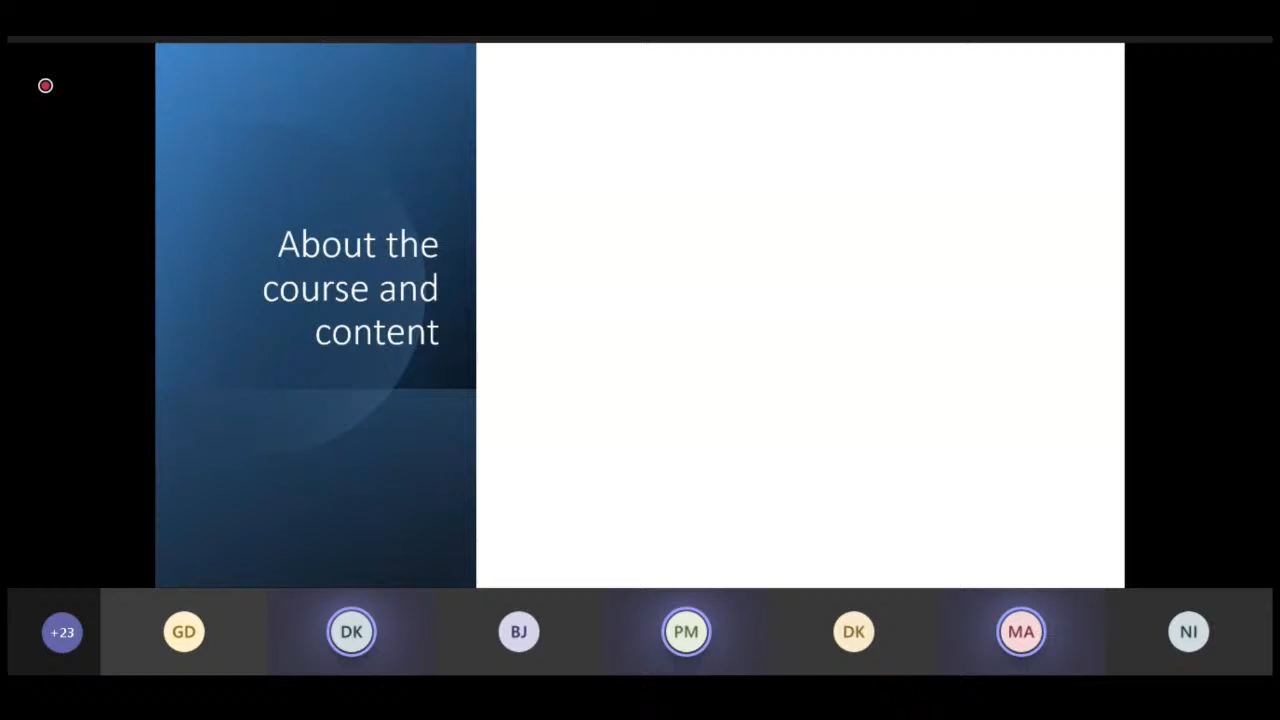 About the
course and
content
+23
GD
DK
BJ
PM
DK
MA
NI